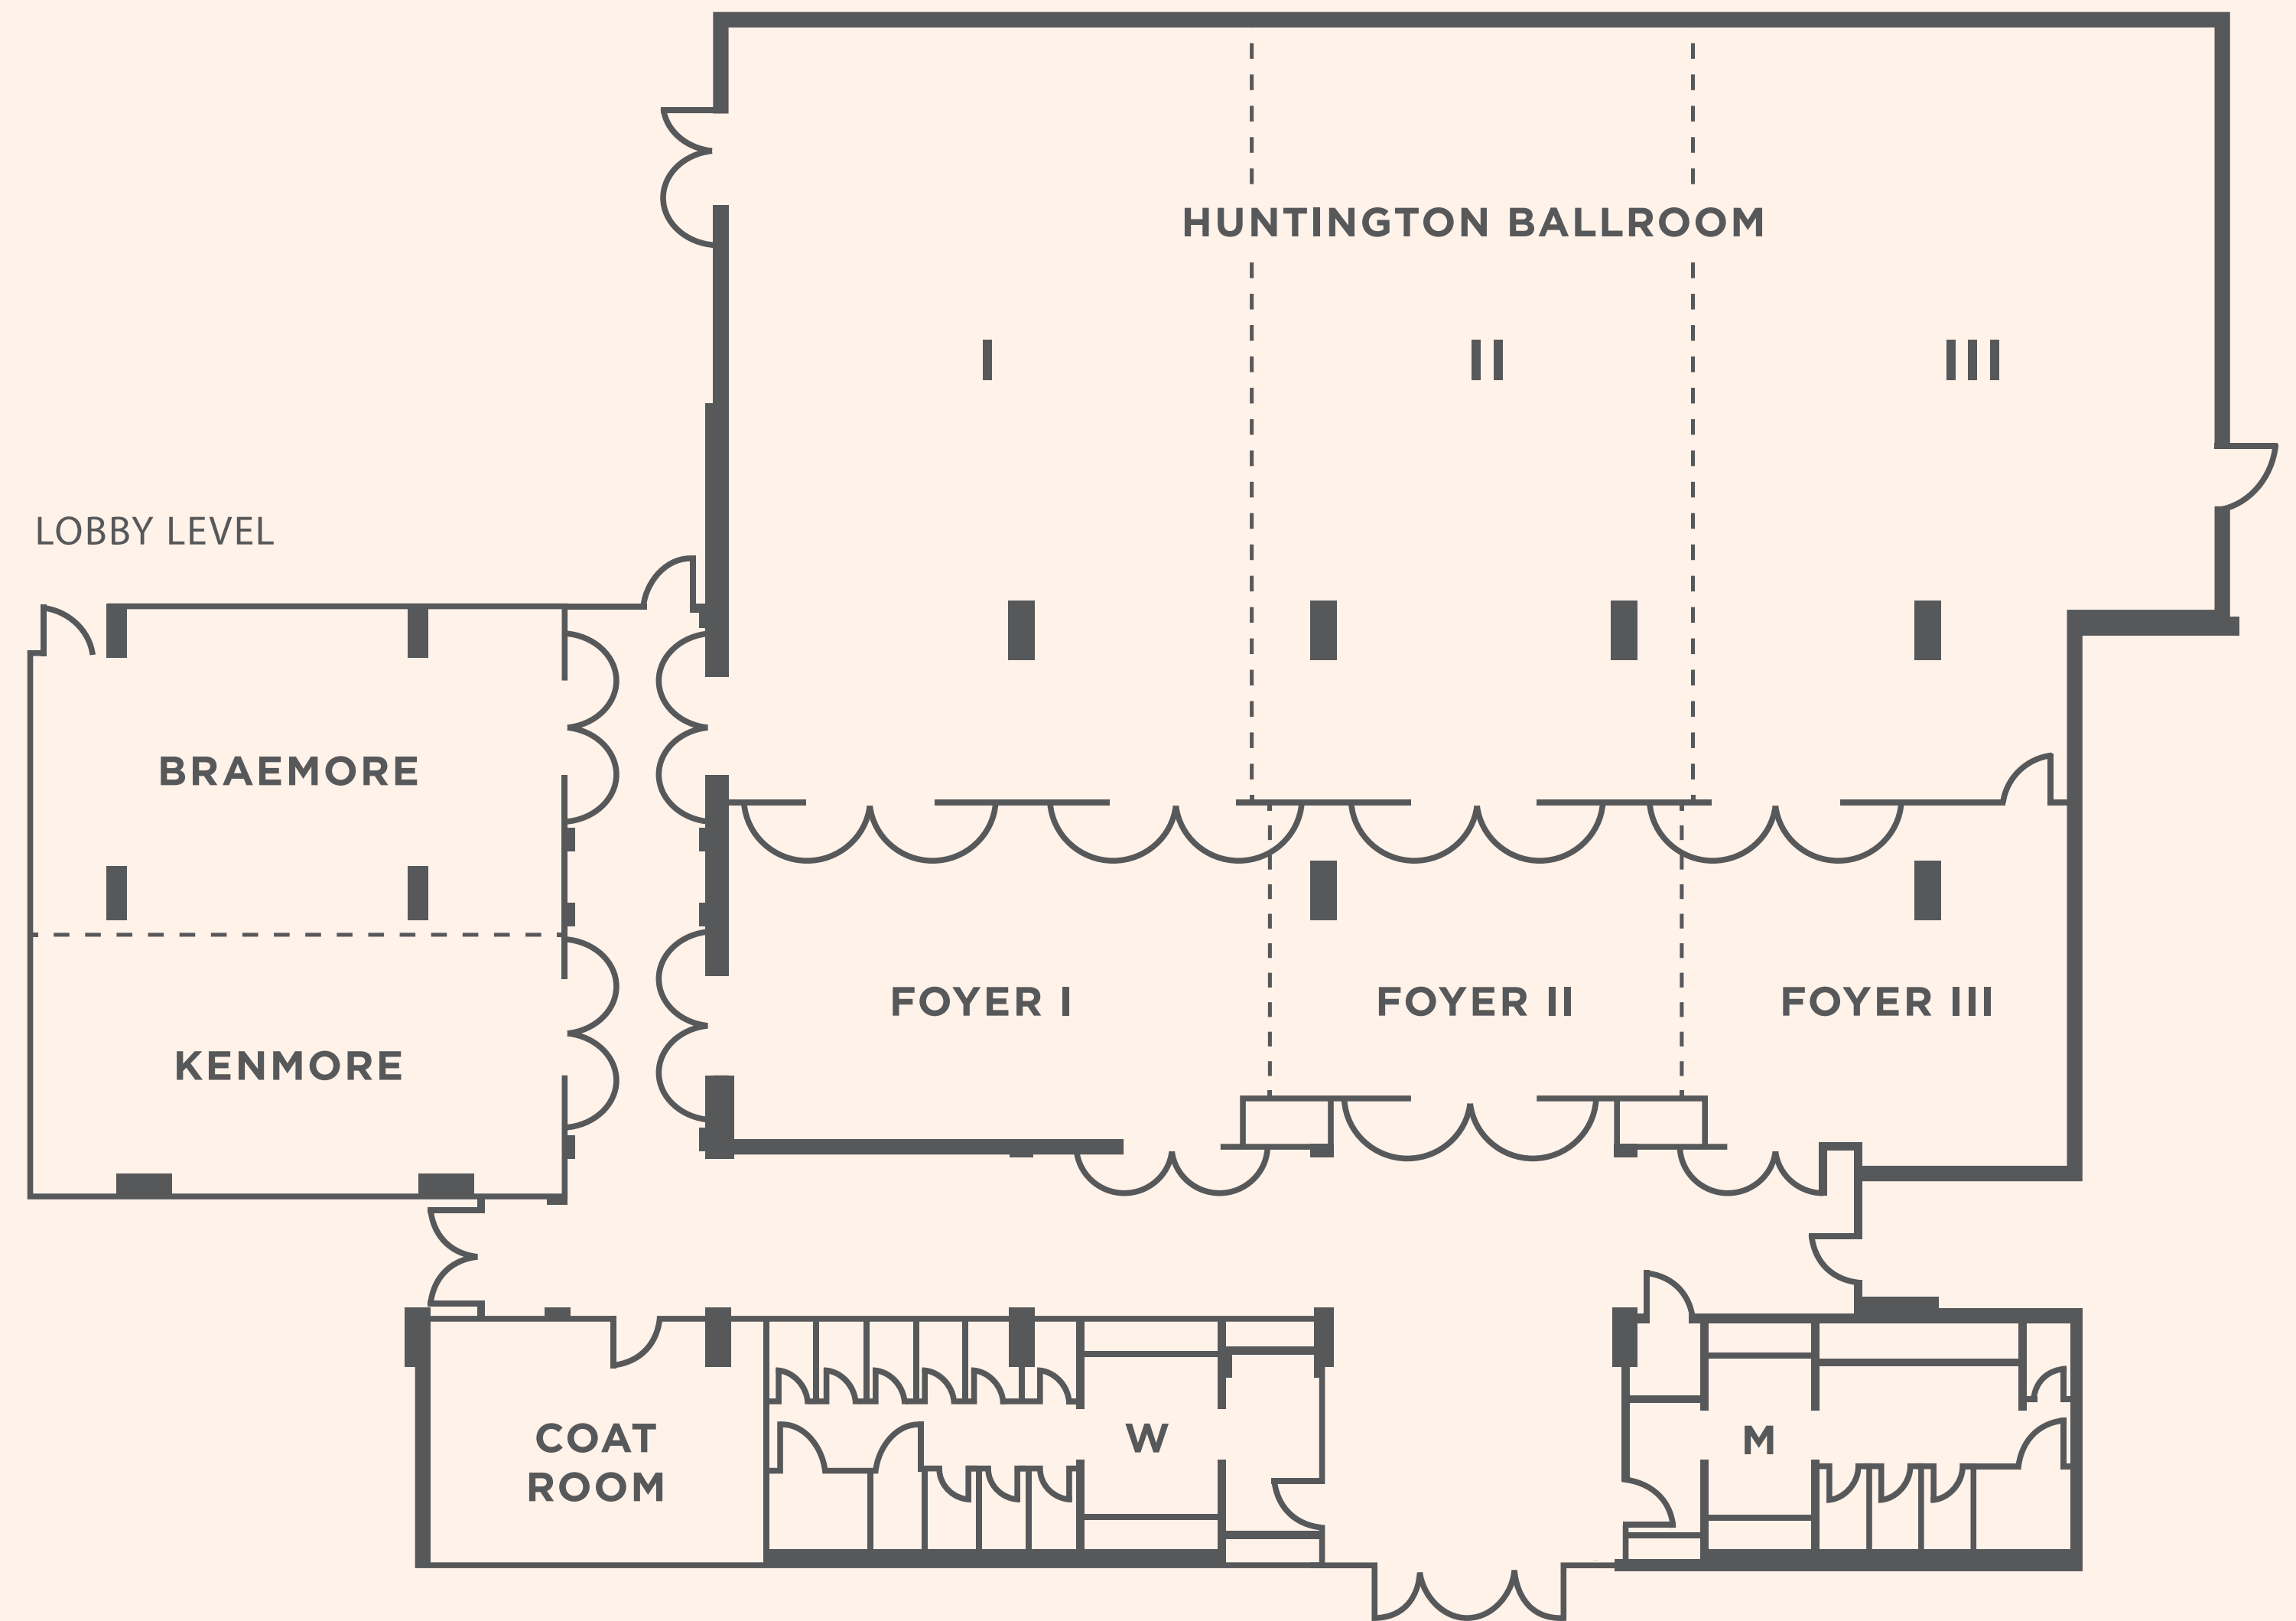 HUNTINGTON BALLROOM
I
II
III
LOBBY LEVEL
BRAEMORE
FOYER I
FOYER II
FOYER III
KENMORE
COAT
ROOM
W
M